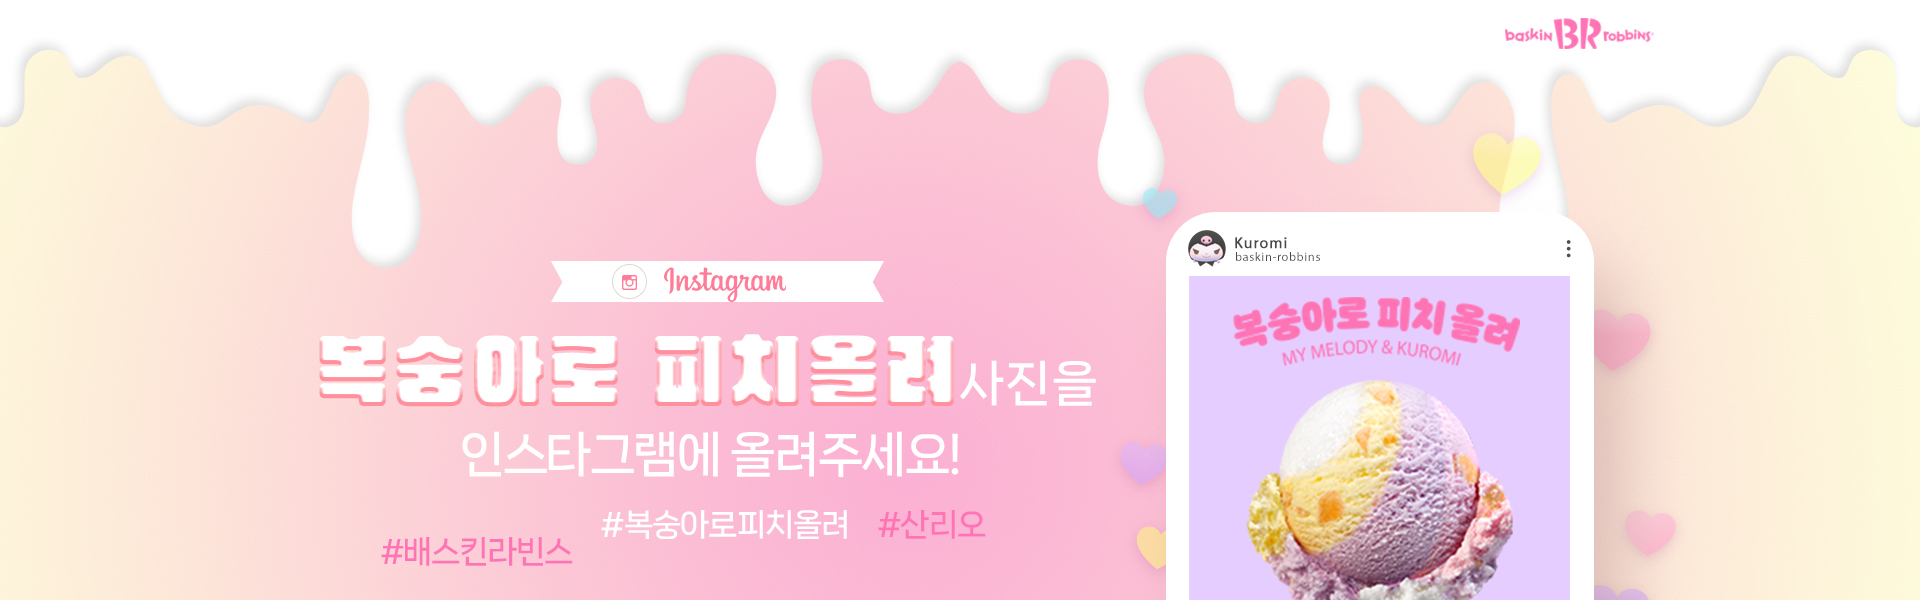 baskin BR robbins
Instagram
복숭아로 피치올려 사진을
인스타그램에 올려주세요!
#배스킨라빈스 #복숭아로피치올려 #산리오
Kuromi
baskin-robbins
복숭아로 피치 올려
MY MELODY & KUROMI